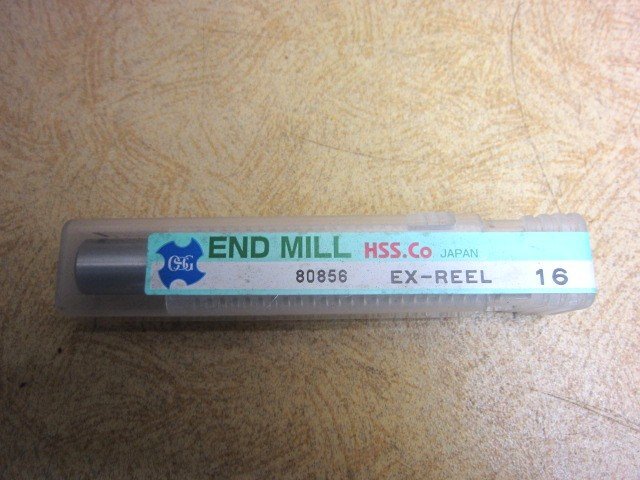 OSG END MILL HSS.Co JAPAN
80856 EX-REEL 16